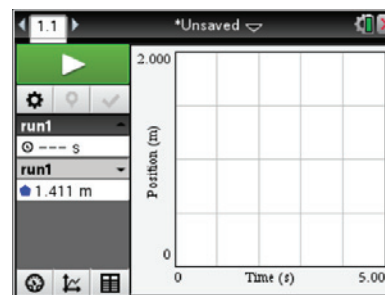 1.1
*Unsaved
run1
--- s
run1
1.411 m
2.000
Position (m)
0
0
Time (s)
5.00